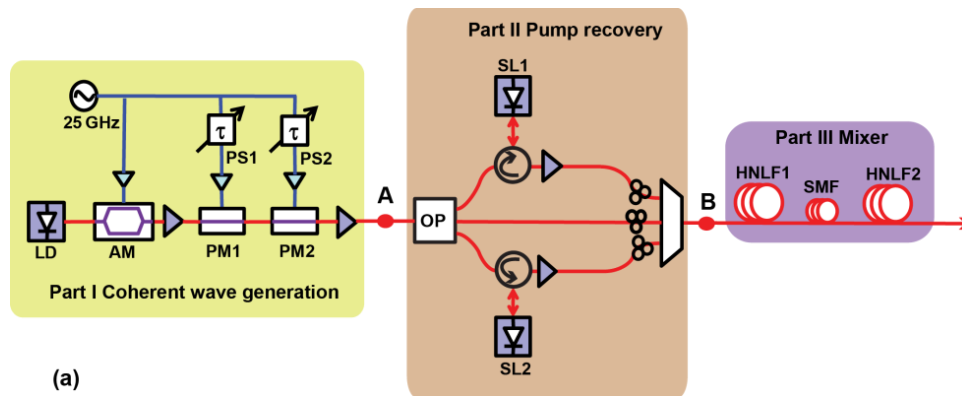 Part II Pump recovery
SL1
25 GHz
τ
τ
PS1
PS2
A
OP
B
Part III Mixer
HNLF1
SMF
HNLF2
LD
AM
PM1
PM2
Part I Coherent wave generation
SL2
(a)